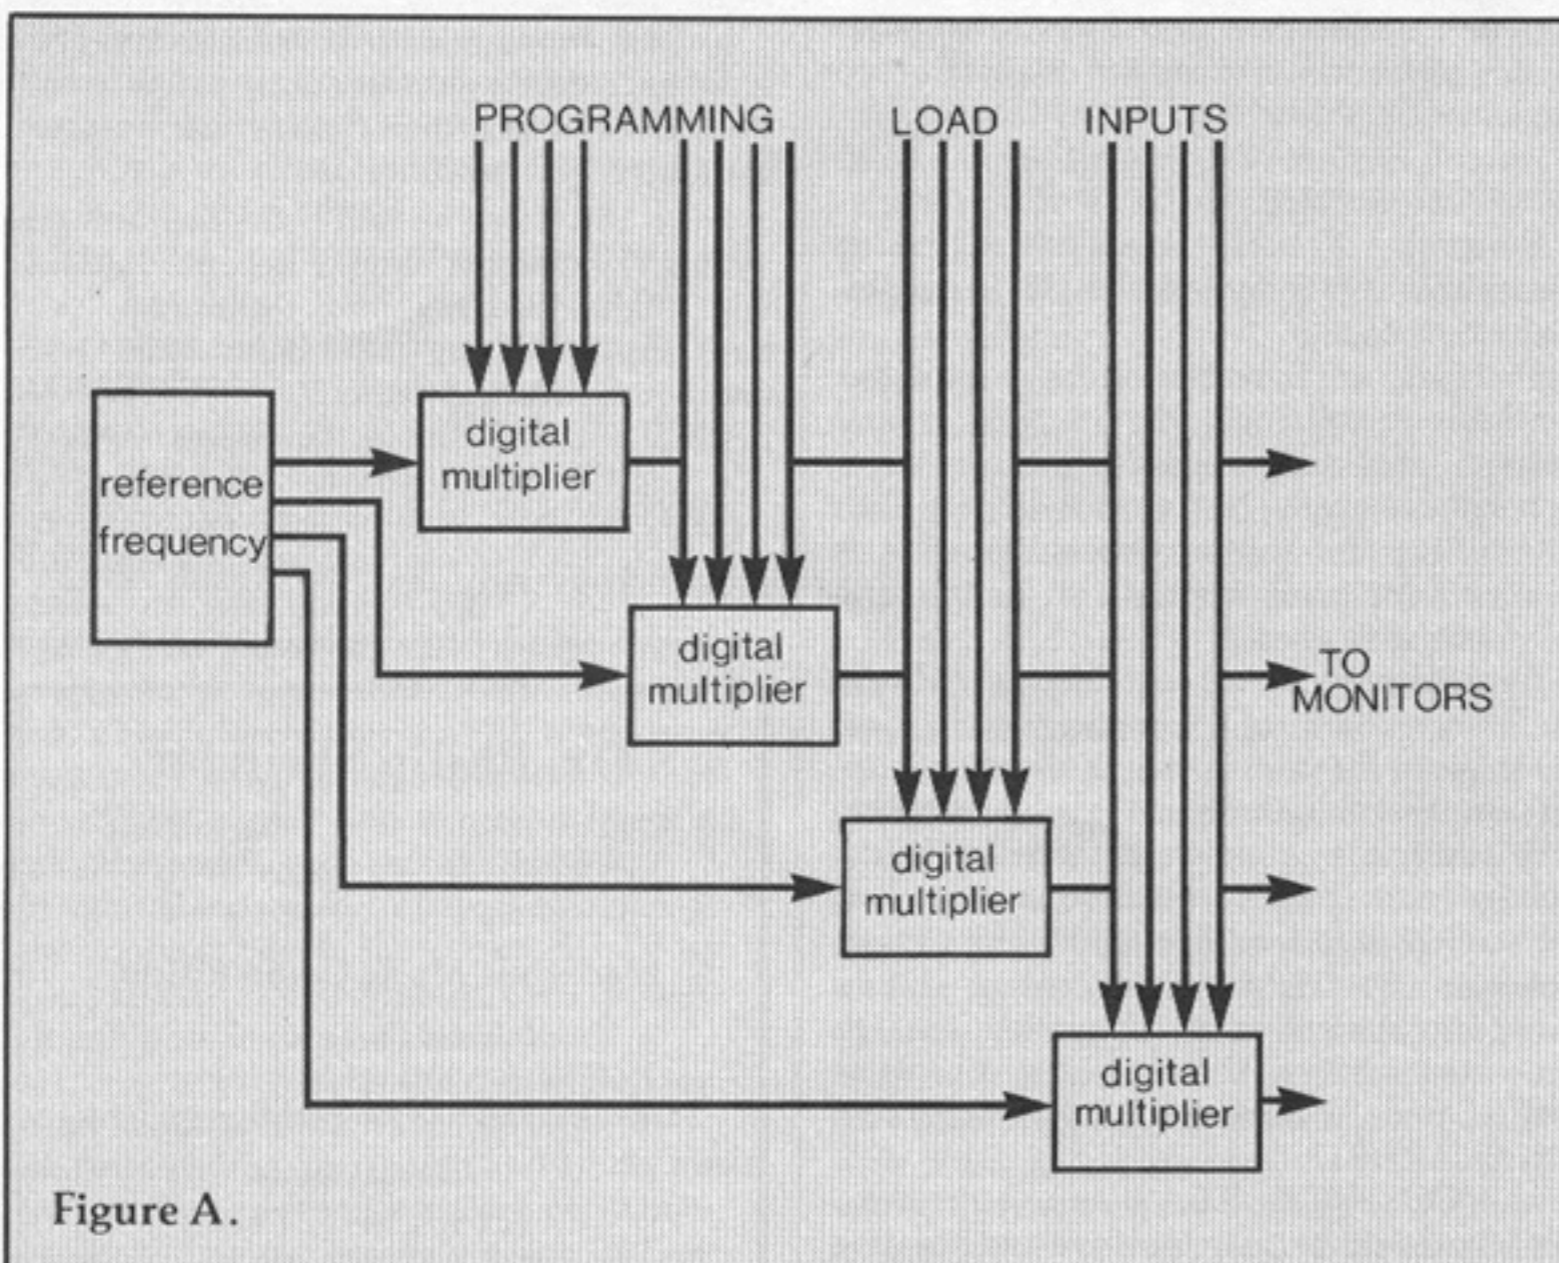 PROGRAMMING LOAD INPUTS
reference
frequency
digital
multiplier
digital
multiplier
TO
MONITORS
digital
multiplier
digital
multiplier
Figure A.